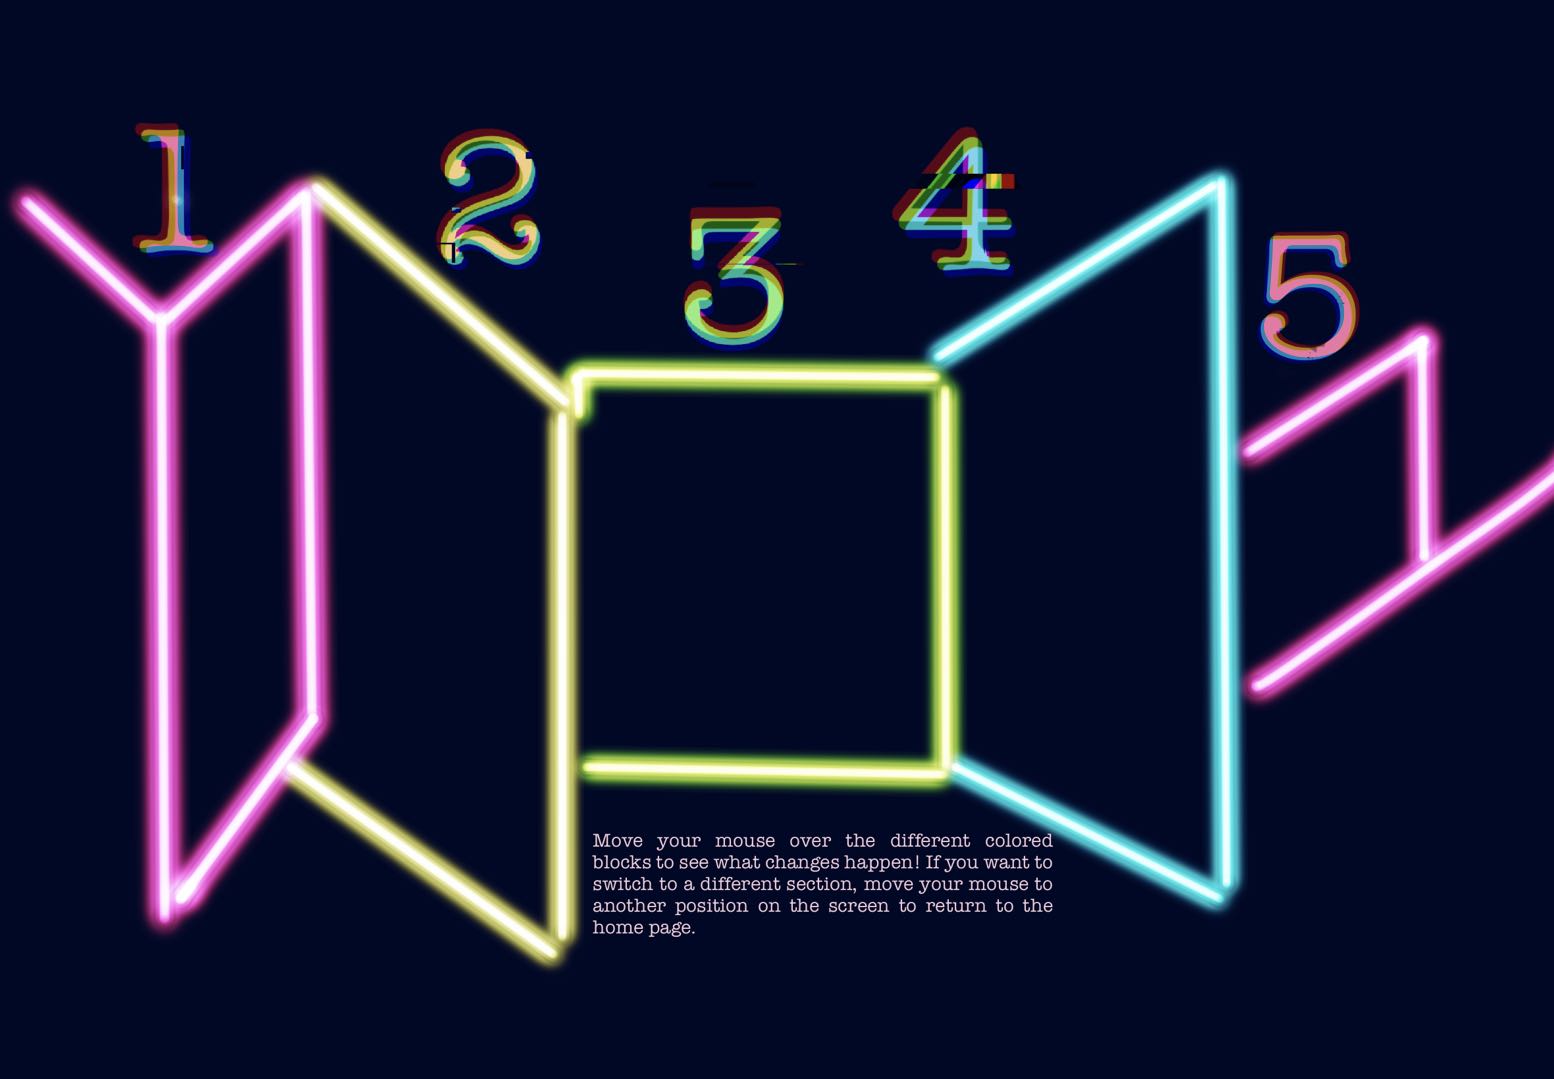 1
2
3
4
5
Move your mouse over the different colored
blocks to see what changes happen! If you want to
switch to a different section, move your mouse to
another position on the screen to return to the
home page.